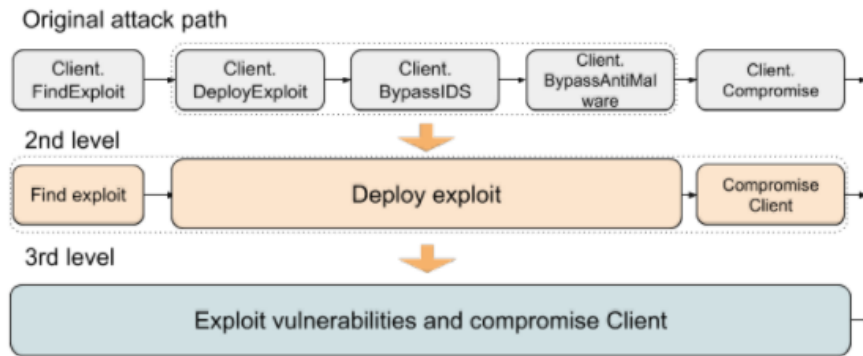 Original attack path
Client.
FindExploit
Client.
DeployExploit
Client.
BypassIDS
Client.
BypassAntiMal
ware
Client.
Compromise
2nd level
Find exploit
Deploy exploit
Compromise
Client
3rd level
Exploit vulnerabilities and compromise Client